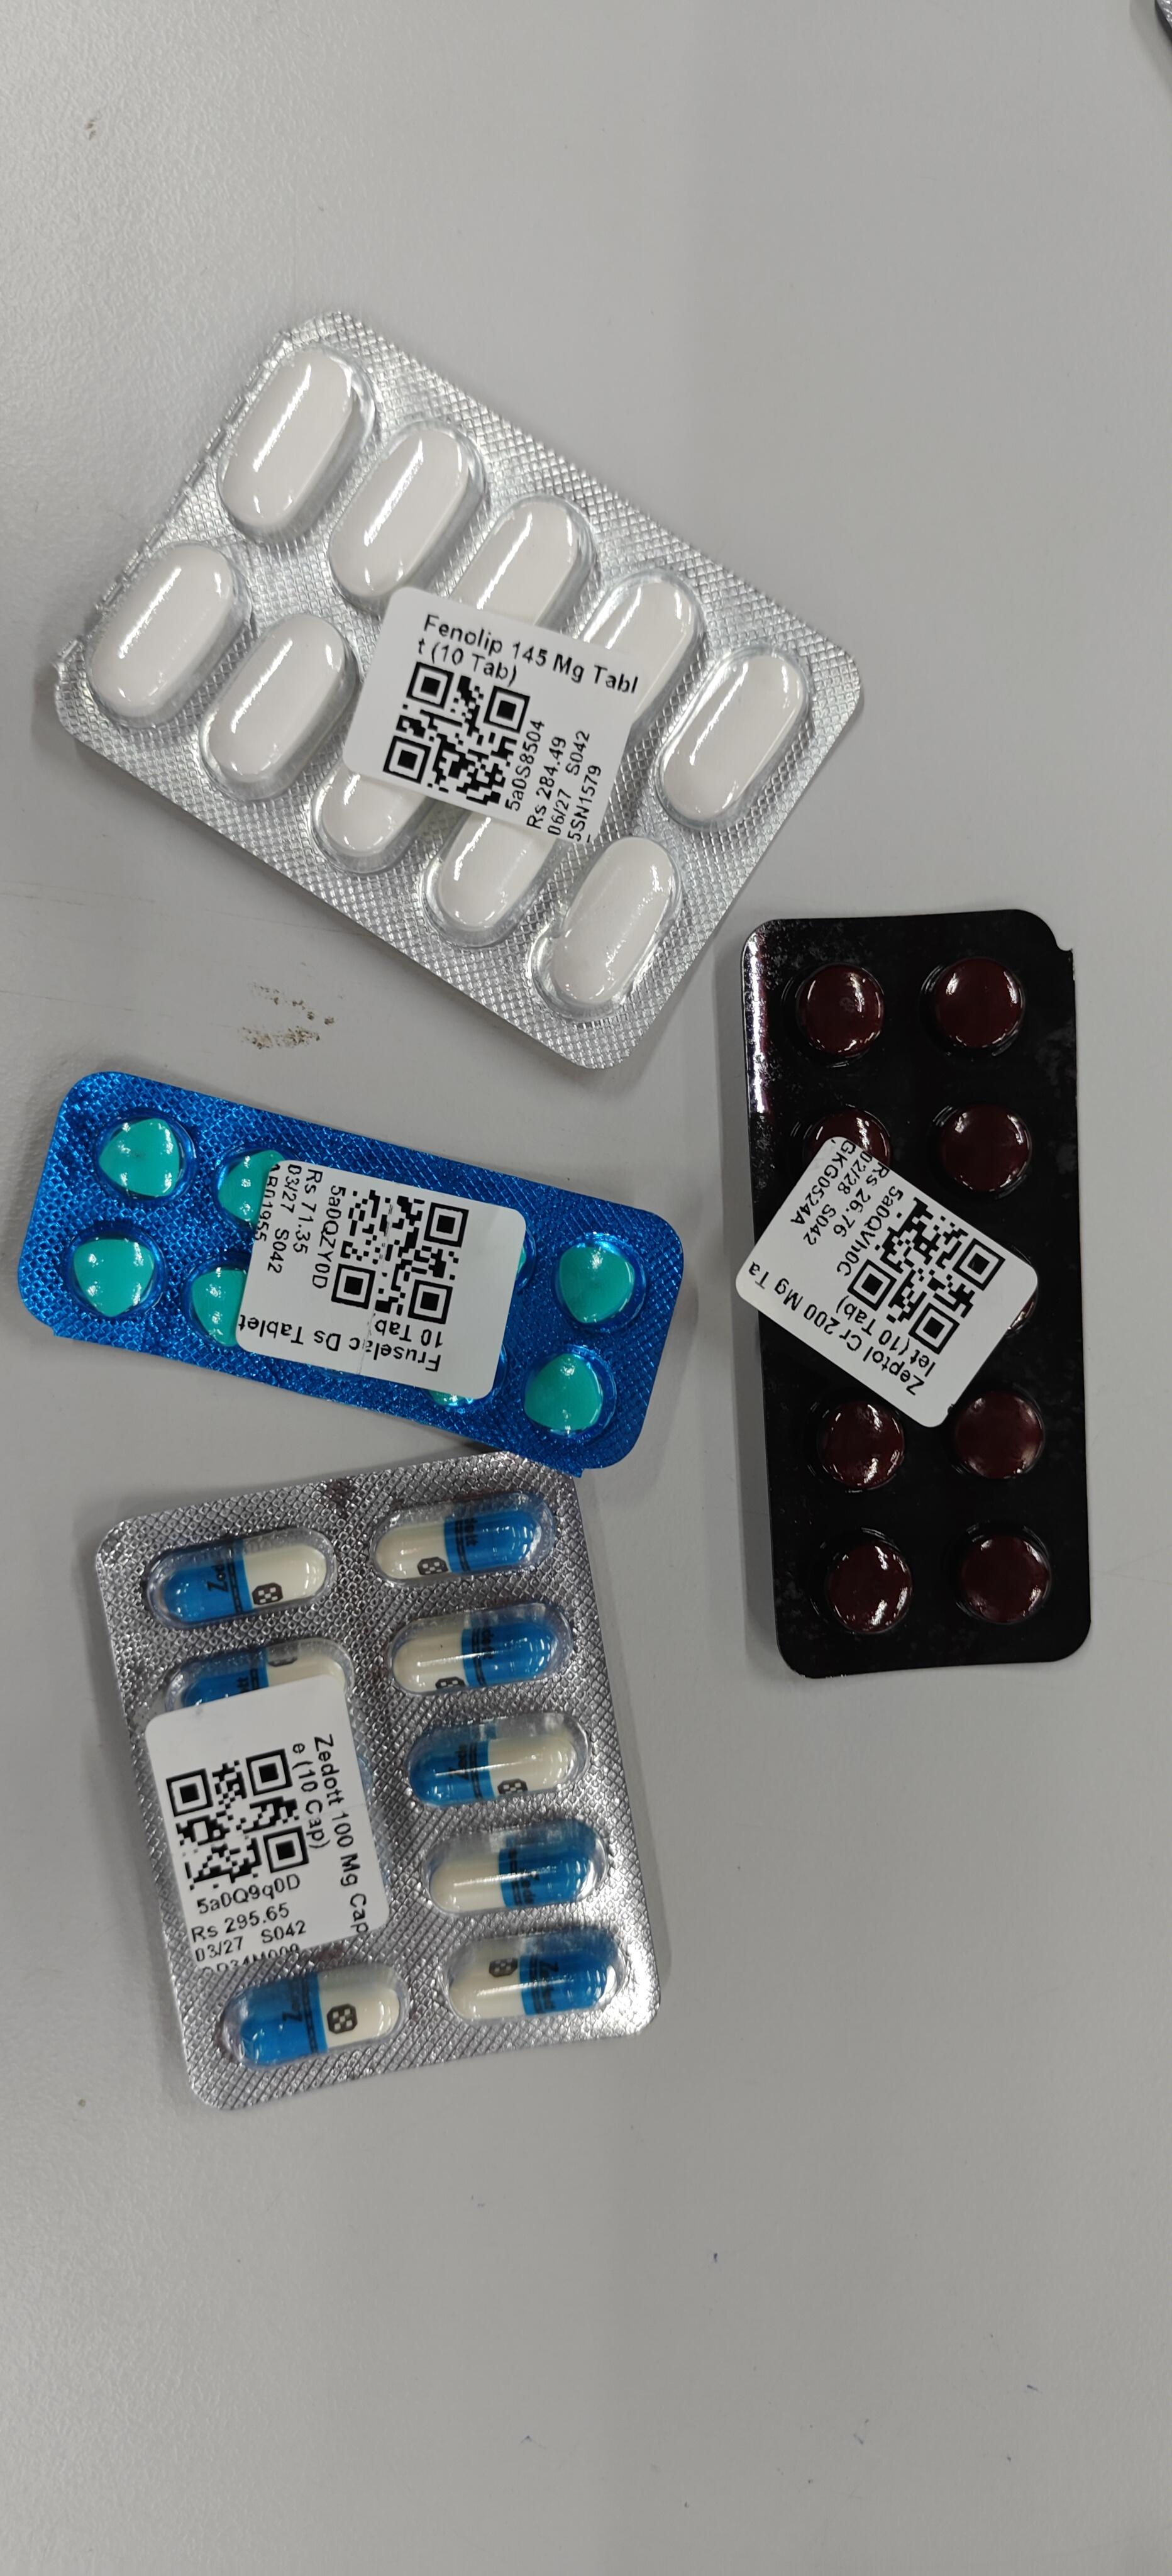 Fenolip 145 Mg Tabl
t (10 Tab)
5a0S8504
Rs 284.49
06/27 S042
5SN1579
Zeptol Cr 200 Mg Ta
let (10 Tab)
5a0QVh0C
Rs 26.76
02/28 S042
GKG0524A
Fruselac Ds Tablet
10 Tab
5a0QZY0D
Rs 71.35
03/27 S042
Zedott 100 Mg Cap
e (10 Cap)
5a0Q9q0D
Rs 295.65
03/27 S042